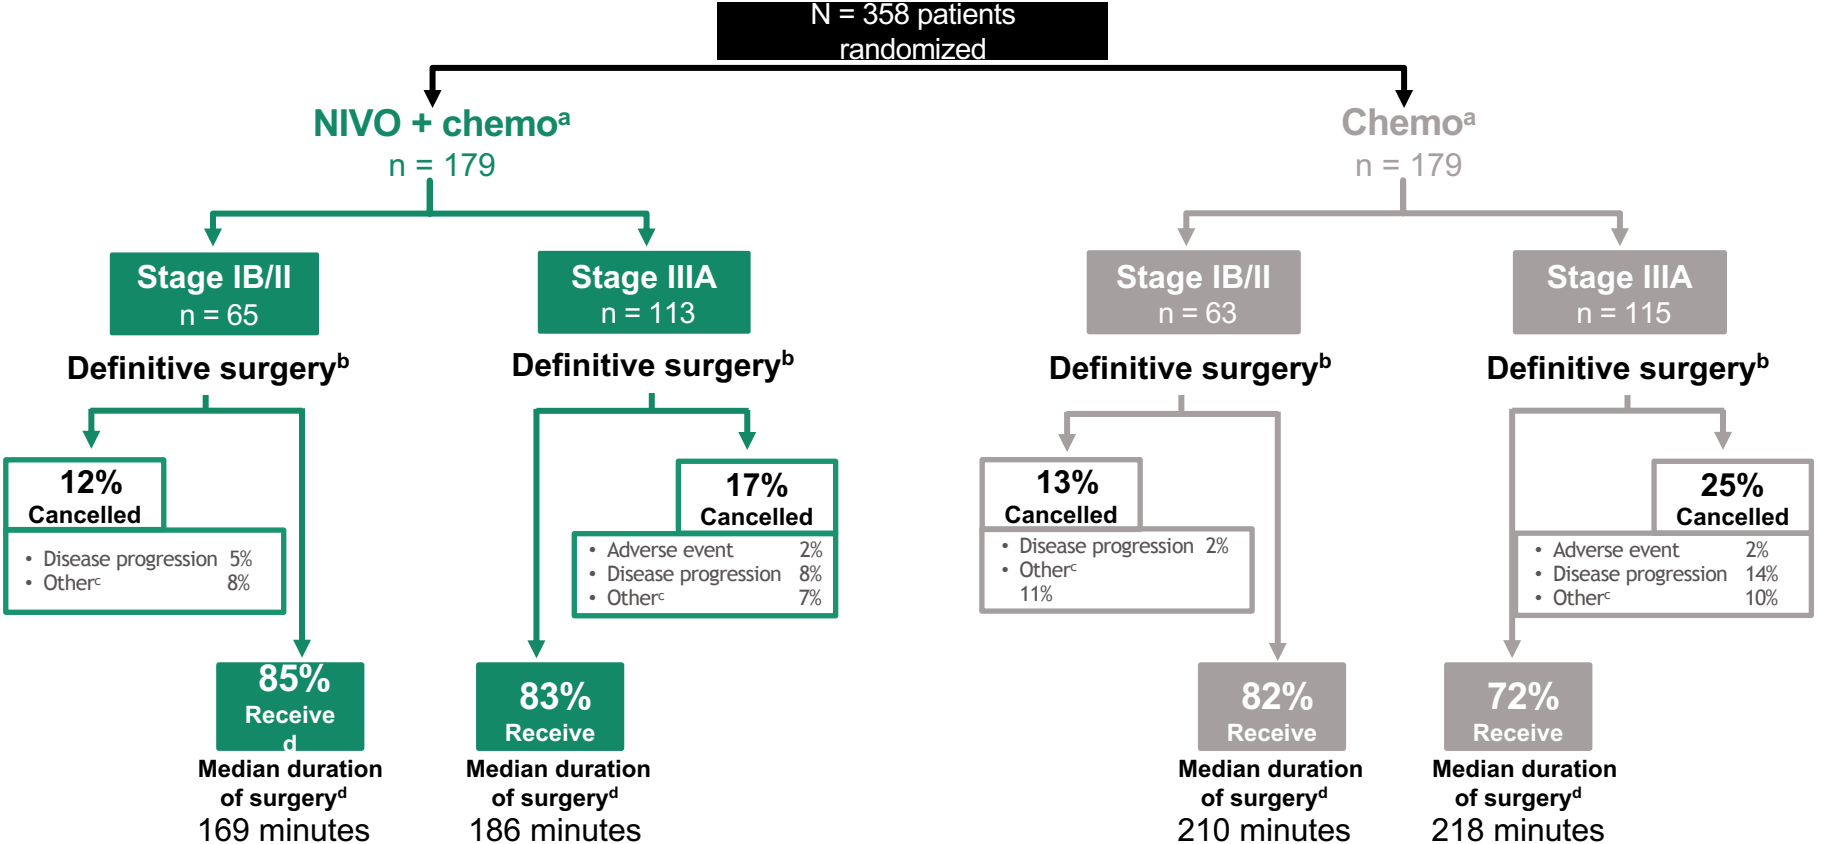 N = 358 patients
randomized
NIVO + chemoᵃ
n = 179
Chemoᵃ
n = 179
Stage IB/II
n = 65
Stage IIIA
n = 113
Stage IB/II
n = 63
Stage IIIA
n = 115
Definitive surgeryᵇ
Definitive surgeryᵇ
Definitive surgeryᵇ
Definitive surgeryᵇ
12%
Cancelled
• Disease progression 5%
• Otherᶜ 8%
17%
Cancelled
• Adverse event 2%
• Disease progression 8%
• Otherᶜ 7%
13%
Cancelled
• Disease progression 2%
• Otherᶜ
11%
25%
Cancelled
• Adverse event 2%
• Disease progression 14%
• Otherᶜ 10%
85%
Receive
d
Median duration
of surgeryᵈ
169 minutes
83%
Receive
Median duration
of surgeryᵈ
186 minutes
82%
Receive
Median duration
of surgeryᵈ
210 minutes
72%
Receive
Median duration
of surgeryᵈ
218 minutes